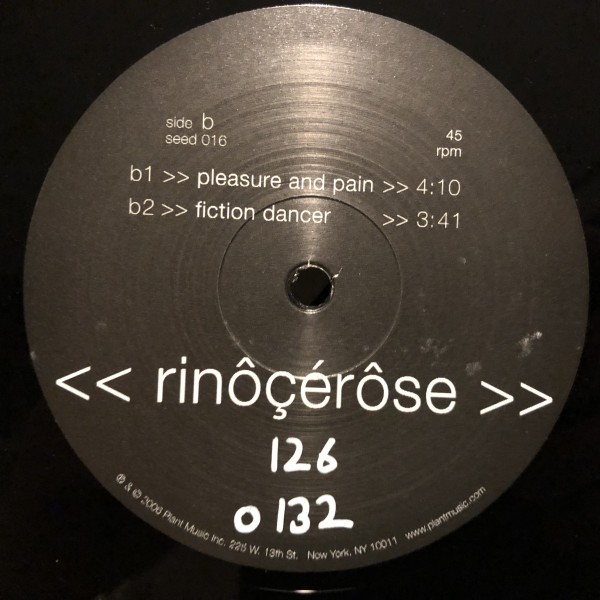 side b
seed 016
45
rpm
b1 >> pleasure and pain >> 4:10
b2 >> fiction dancer >> 3:41
<< rinôçérôse >>
126
o 132
℗ & © 2006 Plant Music Inc. 225 W. 13th St. New York, NY 10011 www.plantmusic.com